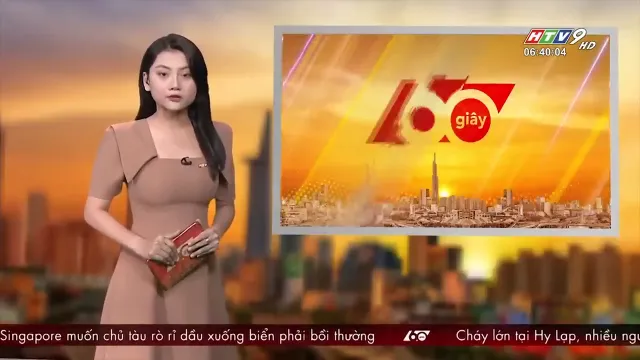 HTV9 HD
06:40:04
60 giây
Singapore muốn chủ tàu rò rỉ dầu xuống biển phải bồi thường 60 Cháy lớn tại Hy Lạp, nhiều